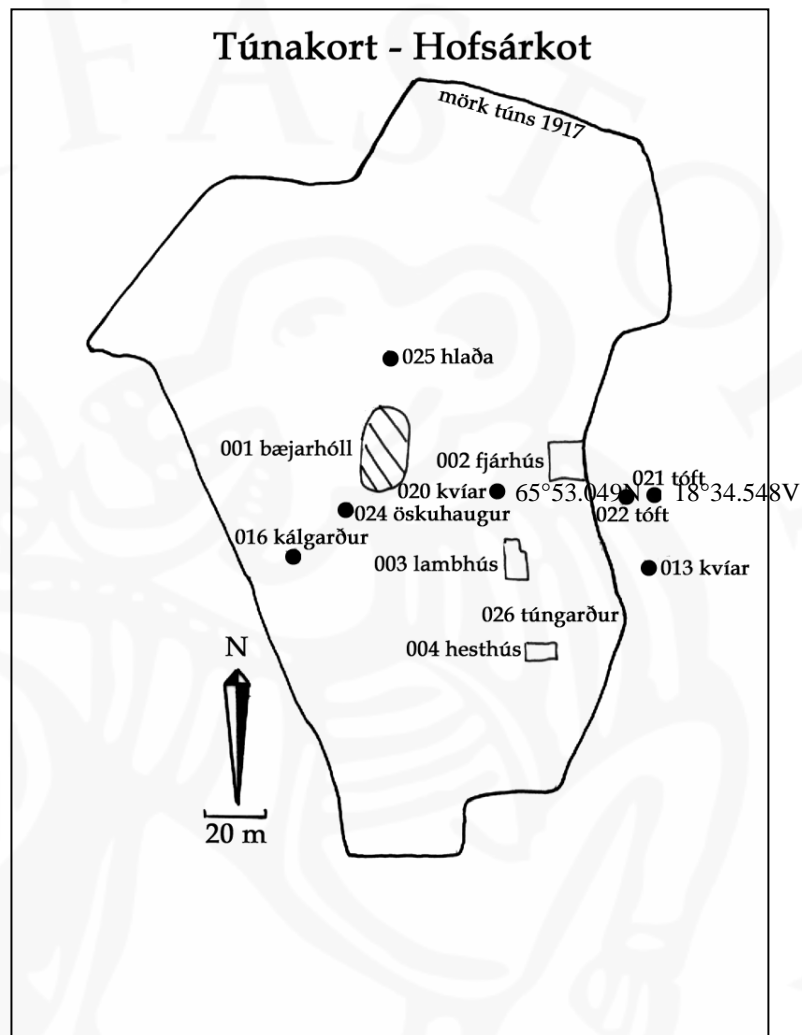 Túnakort - Hofsárkot
mörk túns 1917
025 hlaða
001 bæjarhóll
002 fjárhús
021 tóft
020 kvíar
65°53.049N 18°34.548V
022 tóft
024 öskuhaugur
016 kálgarður
003 lambhús
013 kvíar
026 túngarður
004 hesthús
N
20 m